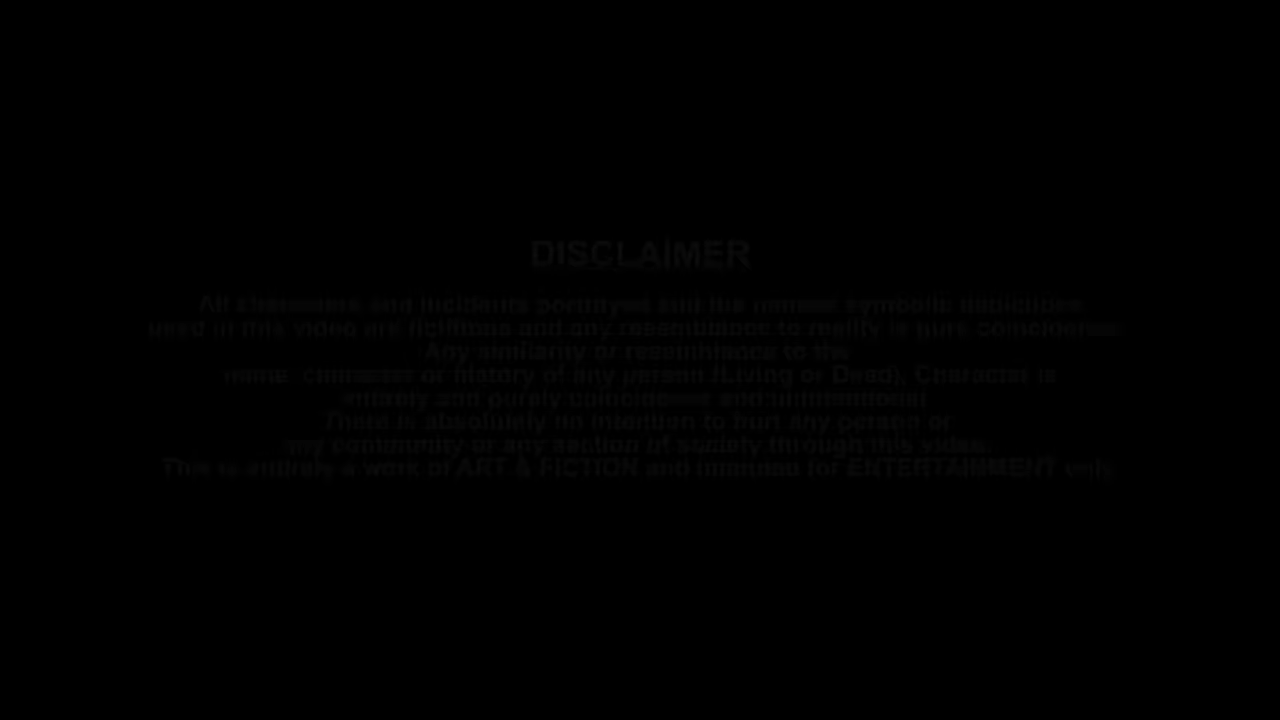 DISCLAIMER
All characters and incidents portrayed and the names symbolic
used in this video are fictitious and any resemblance to reality is pure
Any similarity or resemblance to the
name, character or history of any person (Living or Dead), Character is
entirely and purely and unintentional
There is absolutely no intention to hurt any person or
any community or any section of society through this video.
This is entirely a work of ART & FICTION and intended for ENTERTAINMENT only